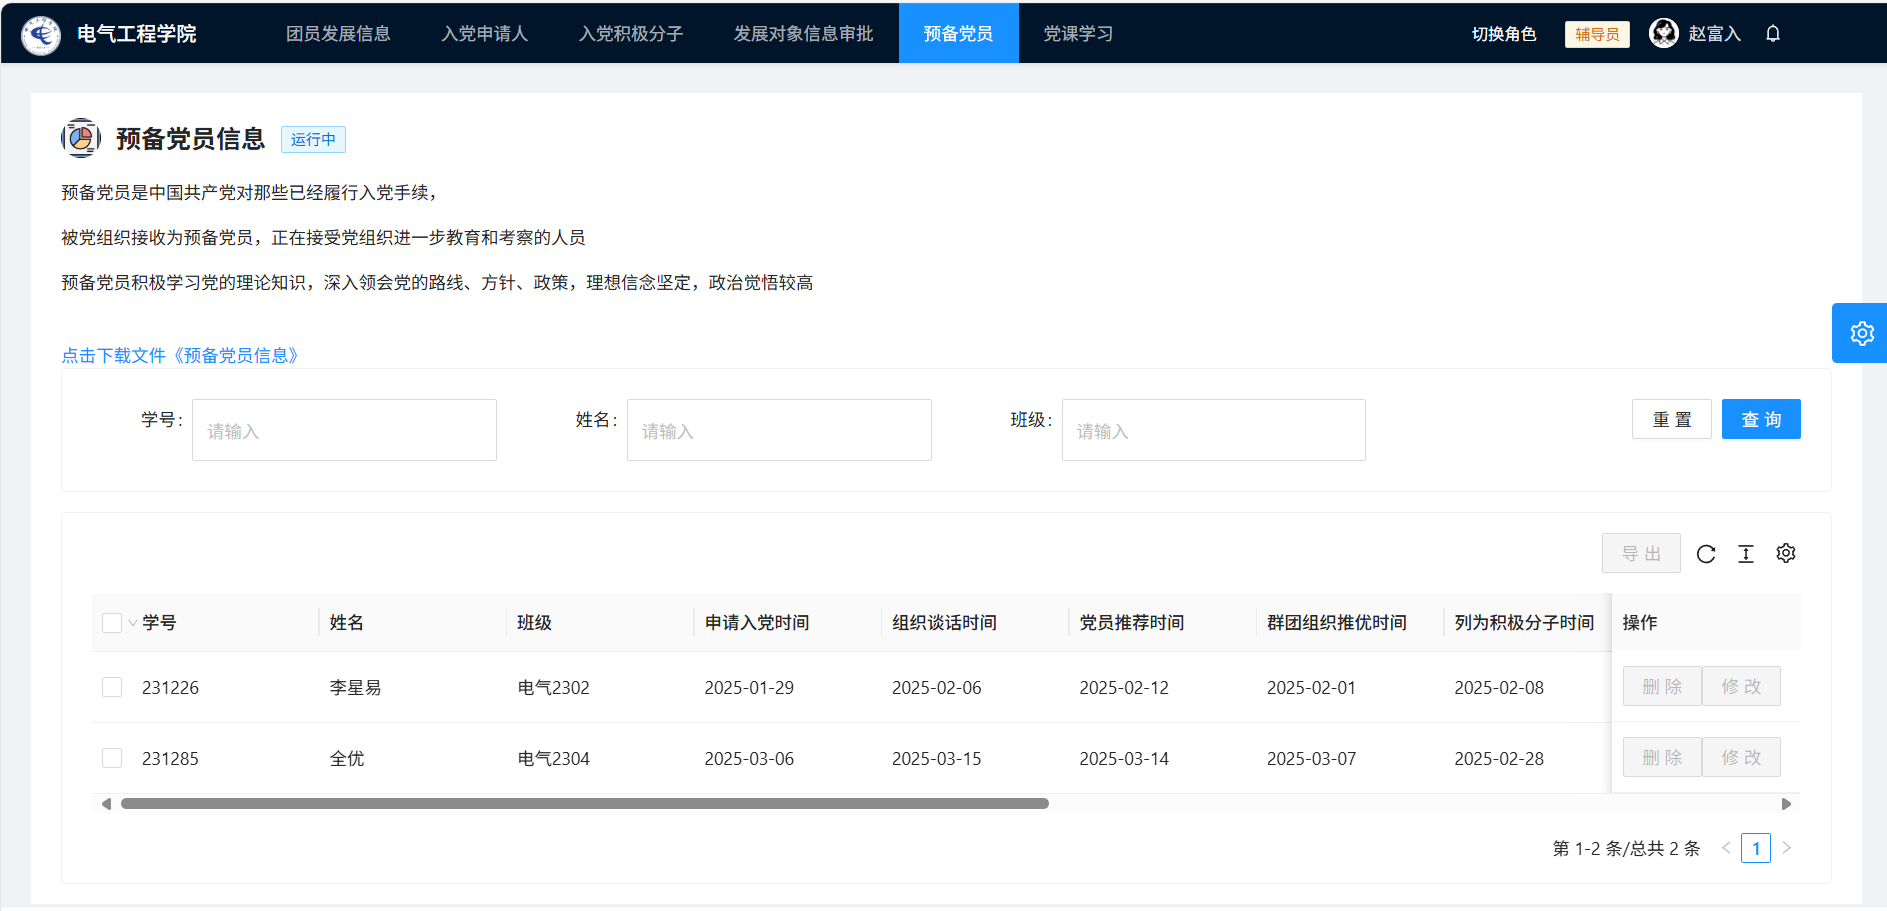 电气工程学院 团员发展信息 入党申请人 入党积极分子 发展对象信息审批 预备党员 党课学习 切换角色 辅导员 赵富入
预备党员信息 运行中
预备党员是中国共产党对那些已经履行入党手续，
被党组织接收为预备党员，正在接受党组织进一步教育和考察的人员
预备党员积极学习党的理论知识，深入领会党的路线、方针、政策，理想信念坚定，政治觉悟较高
点击下载文件《预备党员信息》
学号: 请输入 姓名: 请输入 班级: 请输入 重 置 查 询
导 出
学号 姓名 班级 申请入党时间 组织谈话时间 党员推荐时间 群团组织推优时间 列为积极分子时间 操作
231226 李星易 电气2302 2025-01-29 2025-02-06 2025-02-12 2025-02-01 2025-02-08 删 除 修 改
231285 全优 电气2304 2025-03-06 2025-03-15 2025-03-14 2025-03-07 2025-02-28 删 除 修 改
第 1-2 条/总共 2 条 1